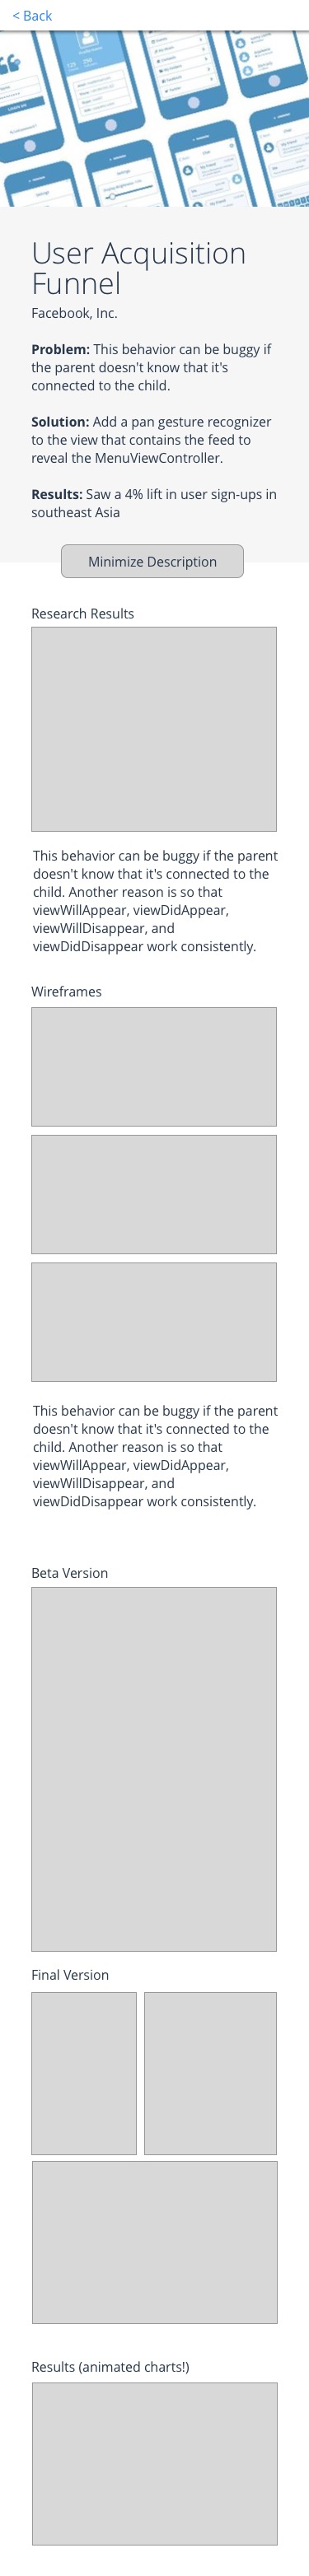 < Back
User Acquisition
Funnel
Facebook, Inc.
Problem: This behavior can be buggy if
the parent doesn't know that it's
connected to the child.
Solution: Add a pan gesture recognizer
to the view that contains the feed to
reveal the MenuViewController.
Results: Saw a 4% lift in user sign-ups in
southeast Asia
Minimize Description
Research Results
This behavior can be buggy if the parent
doesn't know that it's connected to the
child. Another reason is so that
viewWillAppear, viewDidAppear,
viewWillDisappear, and
viewDidDisappear work consistently.
Wireframes
This behavior can be buggy if the parent
doesn't know that it's connected to the
child. Another reason is so that
viewWillAppear, viewDidAppear,
viewWillDisappear, and
viewDidDisappear work consistently.
Beta Version
Final Version
Results (animated charts!)